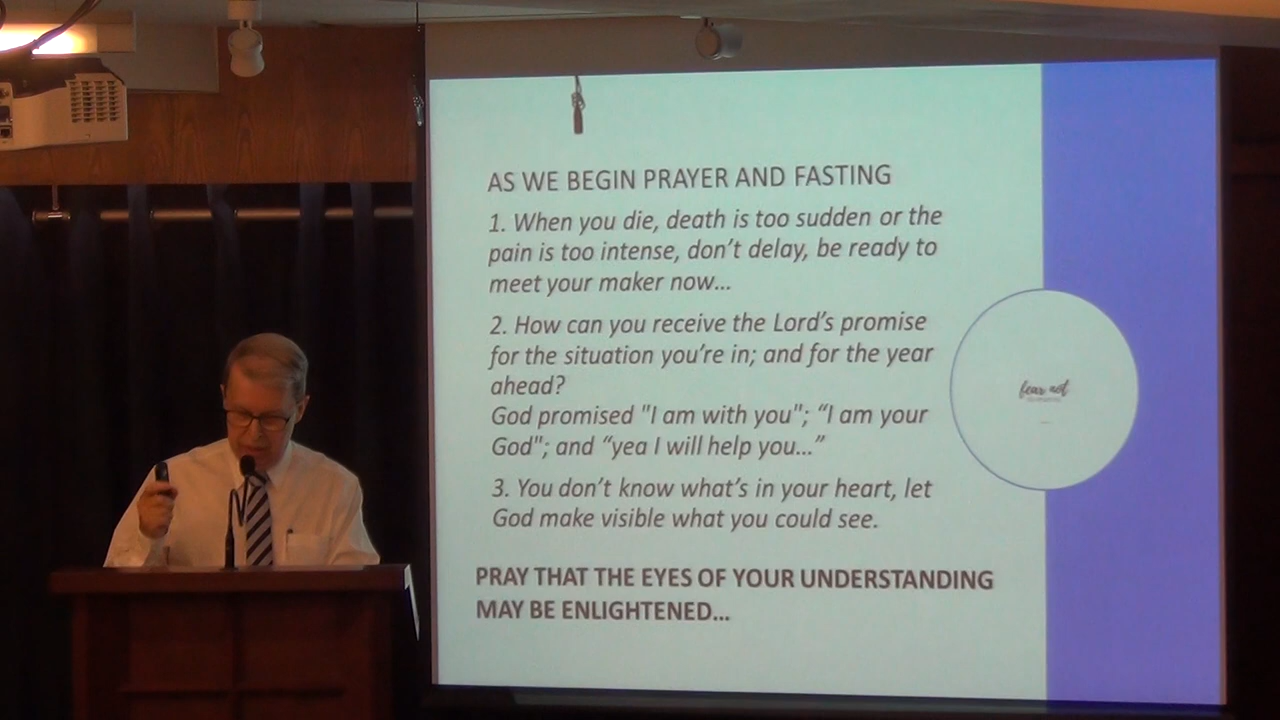 AS WE BEGIN PRAYER AND FASTING
1. When you die, death is too sudden or the
pain is too intense, don’t delay, be ready to
meet your maker now...
2. How can you receive the Lord’s promise
for the situation you’re in; and for the year
ahead?
God promised "I am with you"; “I am your
God"; and “yea I will help you...”
3. You don’t know what’s in your heart, let
God make visible what you could see.
PRAY THAT THE EYES OF YOUR UNDERSTANDING
MAY BE ENLIGHTENED...
fear not